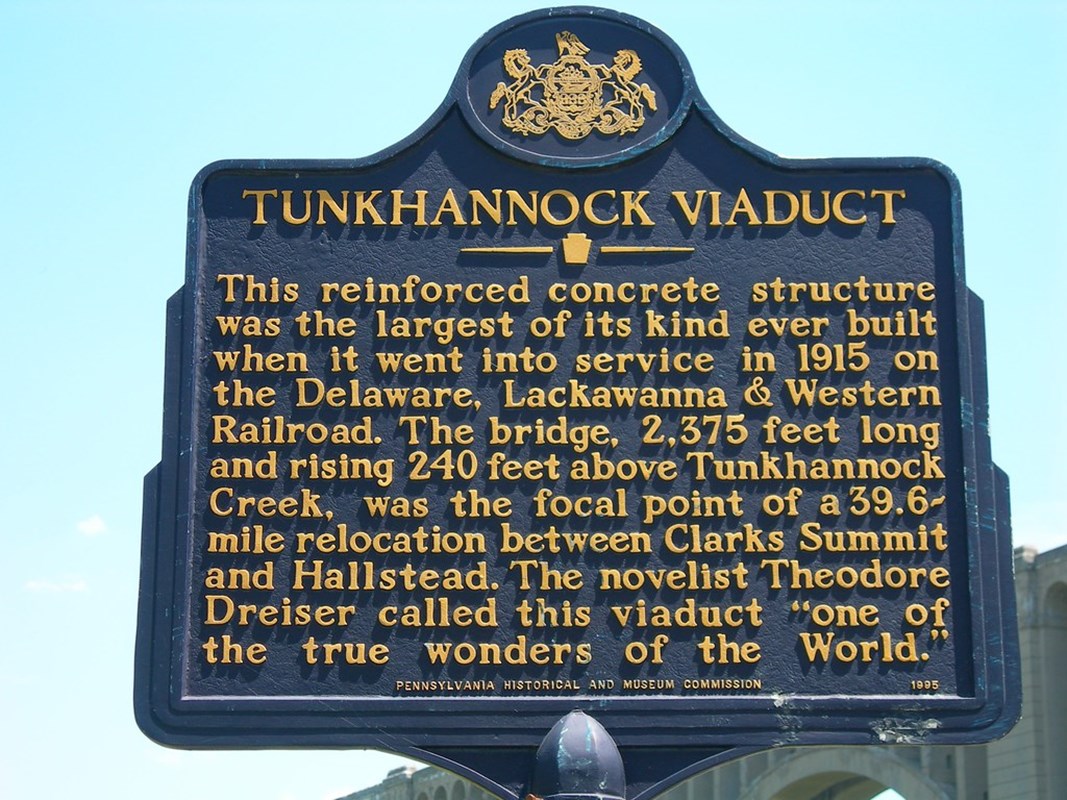 TUNKHANNOCK VIADUCT
This reinforced concrete structure
was the largest of its kind ever built
when it went into service in 1915 on
the Delaware, Lackawanna & Western
Railroad. The bridge, 2,375 feet long
and rising 240 feet above Tunkhannock
Creek, was the focal point of a 39.6-
mile relocation between Clarks Summit
and Hallstead. The novelist Theodore
Dreiser called this viaduct “one of
the true wonders of the World.”
PENNSYLVANIA HISTORICAL AND MUSEUM COMMISSION 1995